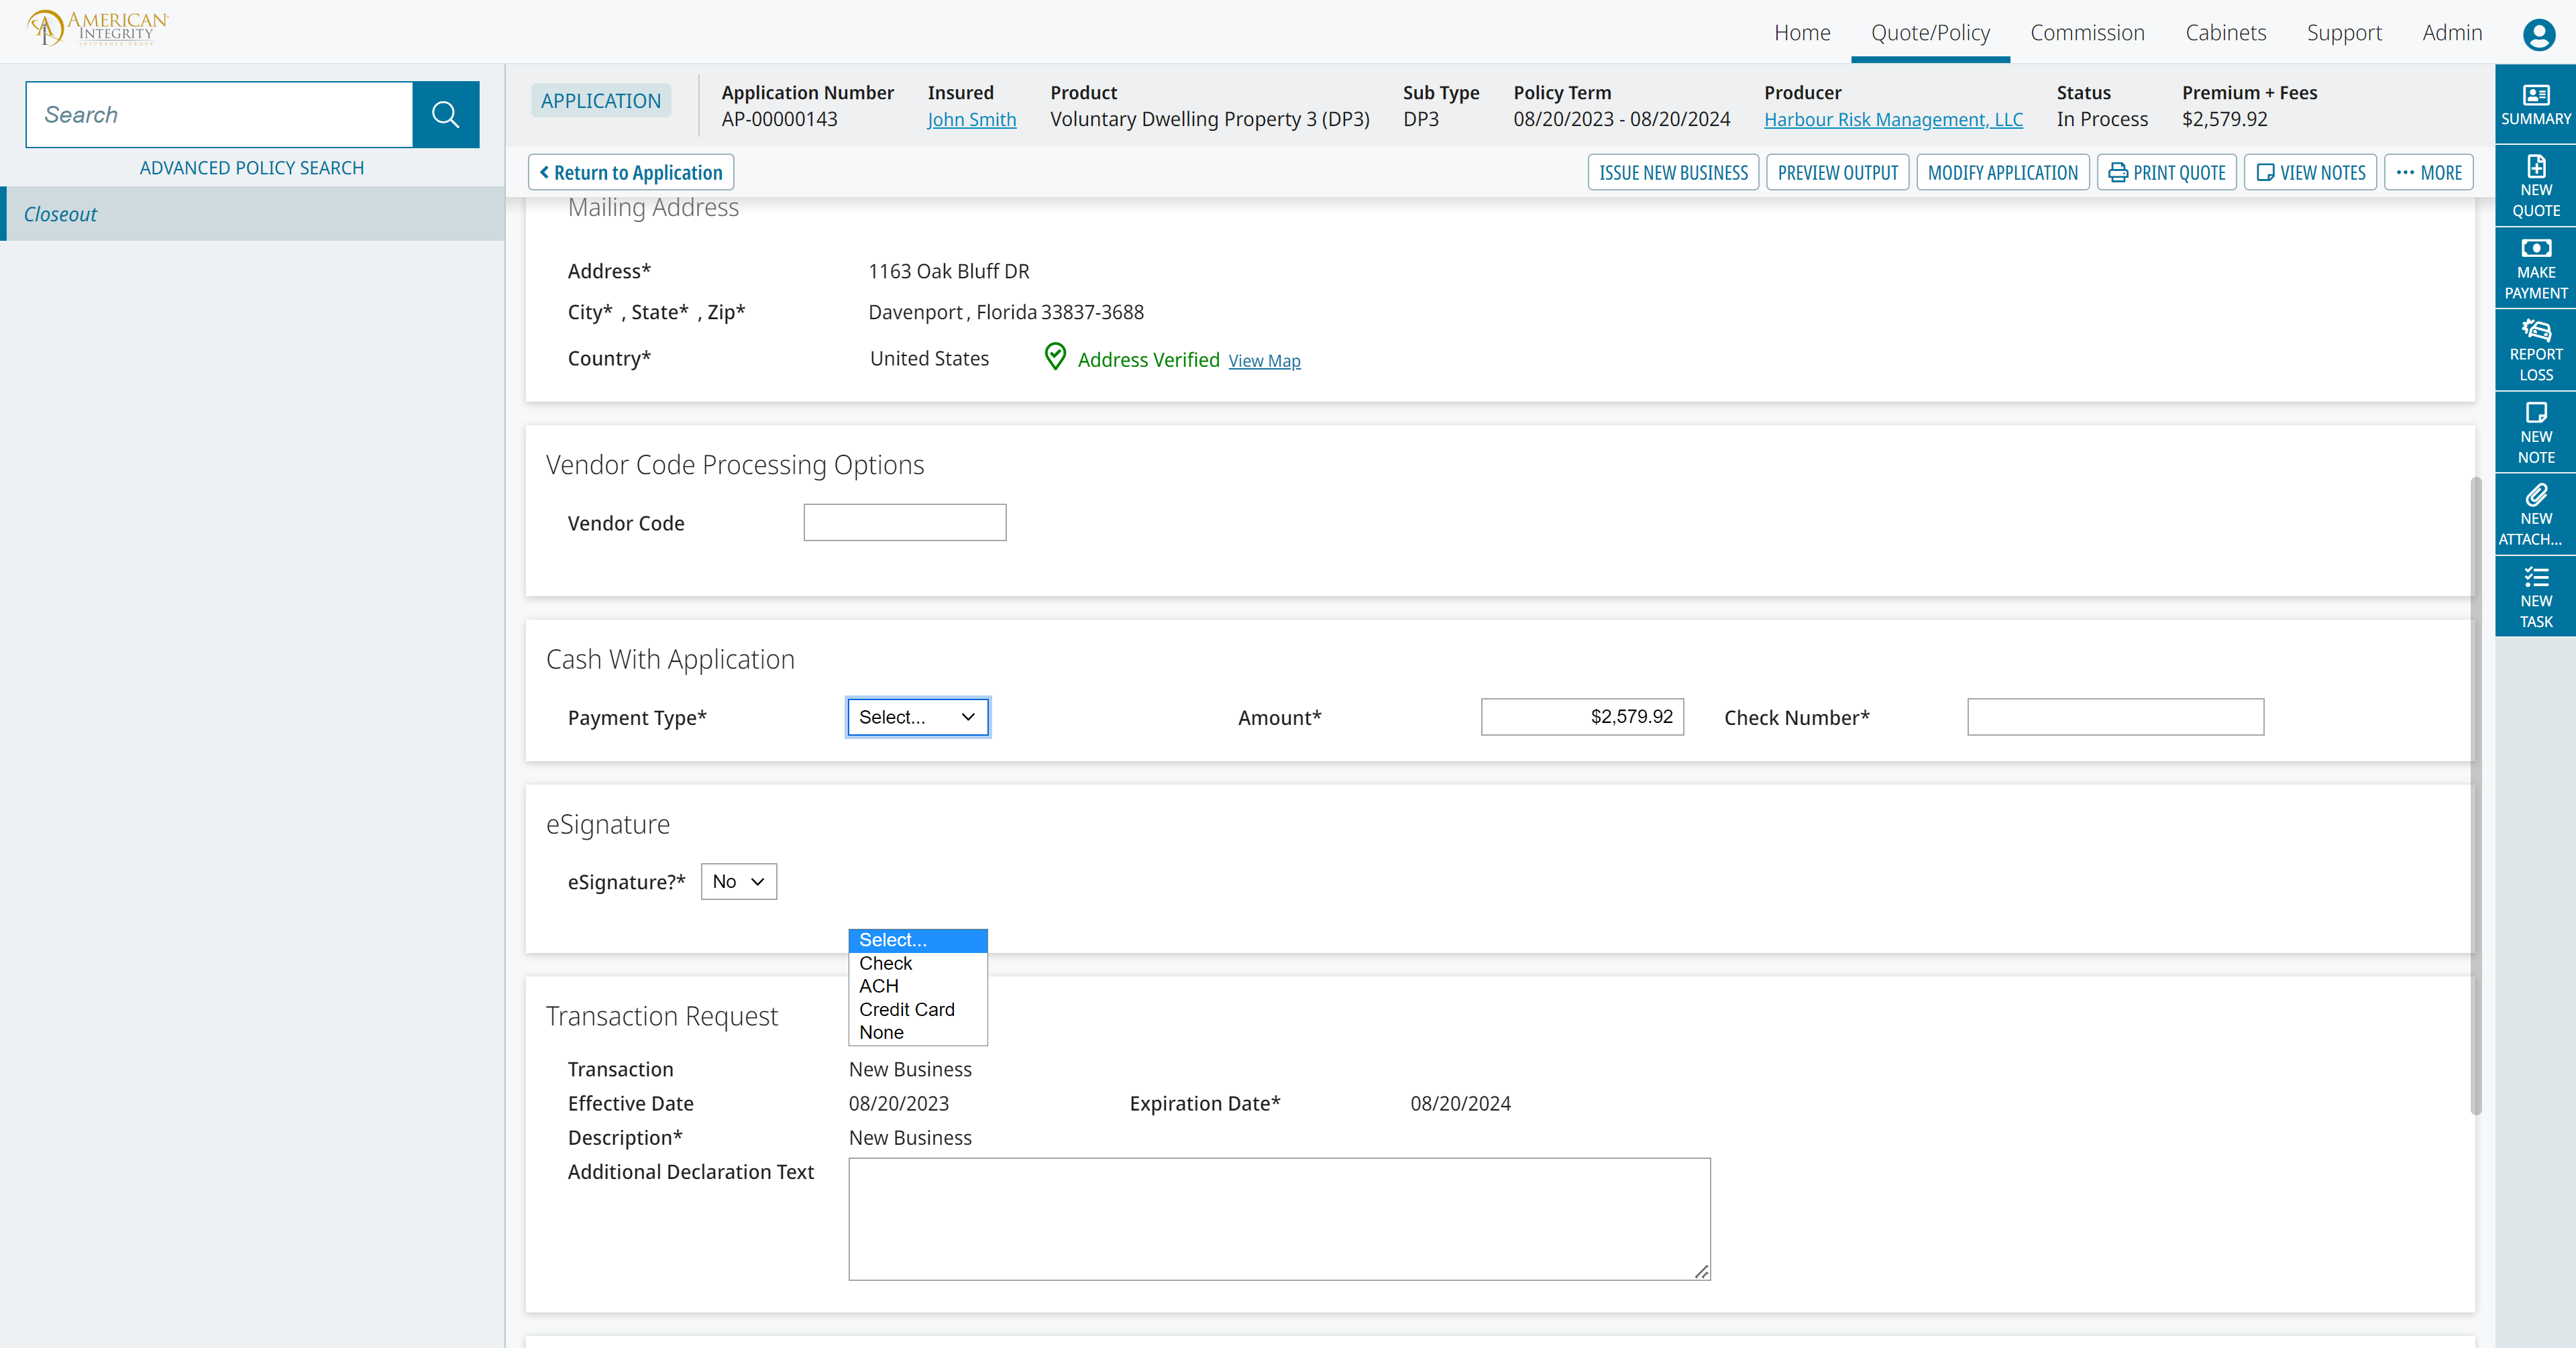 AMERICAN
INTEGRITY
INSURANCE GROUP
Home Quote/Policy Commission Cabinets Support Admin
Search
ADVANCED POLICY SEARCH
Closeout
APPLICATION
Application Number Insured Product Sub Type Policy Term Producer Status Premium + Fees
AP-00000143 John Smith Voluntary Dwelling Property 3 (DP3) DP3 08/20/2023 - 08/20/2024 Harbour Risk Management, LLC In Process $2,579.92
Return to Application ISSUE NEW BUSINESS PREVIEW OUTPUT MODIFY APPLICATION PRINT QUOTE VIEW NOTES ... MORE
Mailing Address
Address* 1163 Oak Bluff DR
City* , State* , Zip* Davenport , Florida 33837-3688
Country* United States Address Verified View Map
Vendor Code Processing Options
Vendor Code
Cash With Application
Payment Type* Select... Amount* $2,579.92 Check Number*
eSignature
eSignature?* No
Select...
Check
ACH
Credit Card
None
Transaction Request
Transaction New Business
Effective Date 08/20/2023 Expiration Date* 08/20/2024
Description* New Business
Additional Declaration Text
SUMMARY
NEW
QUOTE
MAKE
PAYMENT
REPORT
LOSS
NEW
NOTE
NEW
ATTACH...
NEW
TASK